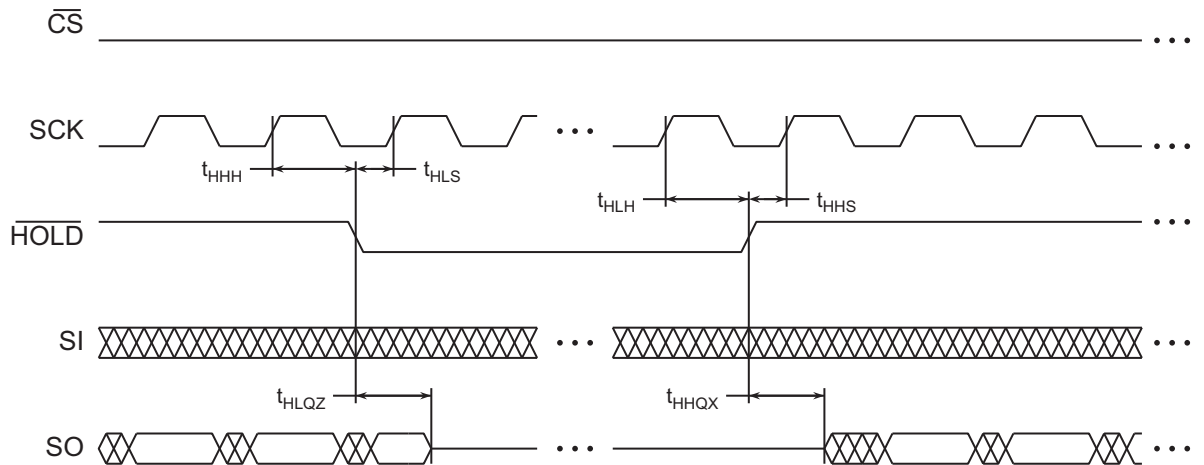 CS
SCK
tHHH
tHLS
tHLH
tHHS
HOLD
SI
tHLQZ
tHHQX
SO